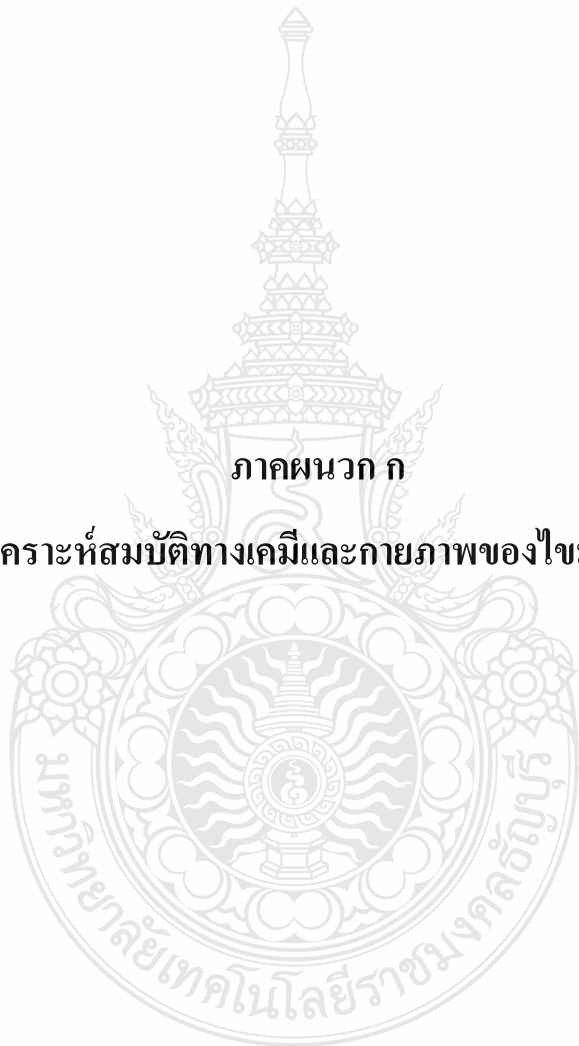 ภาคผนวก ก
คราะห์สมบัติทางเคมีและกายภาพของไข
มหาวิทยาลัยเทคโนโลยีราชมงคลธัญบุรี